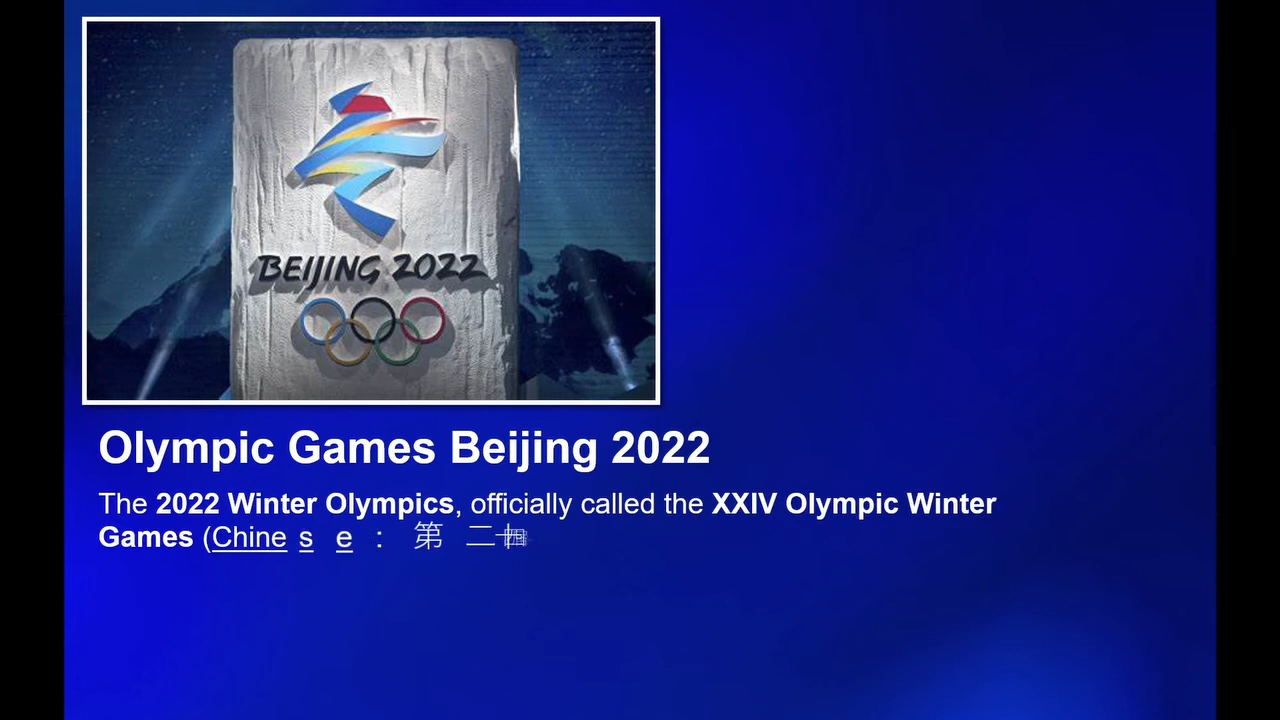 BEIJING 2022
Olympic Games Beijing 2022
The 2022 Winter Olympics, officially called the XXIV Olympic Winter
Games (Chinese: 第二十